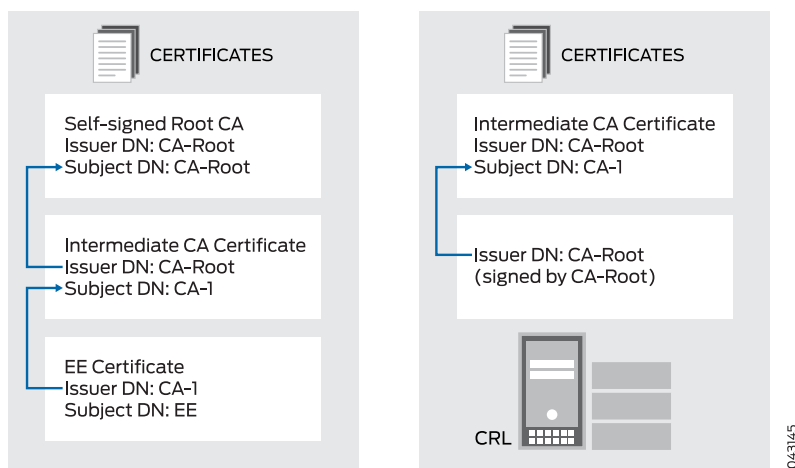 CERTIFICATES
Self-signed Root CA
Issuer DN: CA-Root
Subject DN: CA-Root
Intermediate CA Certificate
Issuer DN: CA-Root
Subject DN: CA-1
EE Certificate
Issuer DN: CA-1
Subject DN: EE
CERTIFICATES
Intermediate CA Certificate
Issuer DN: CA-Root
Subject DN: CA-1
Issuer DN: CA-Root
(signed by CA-Root)
CRL
043145